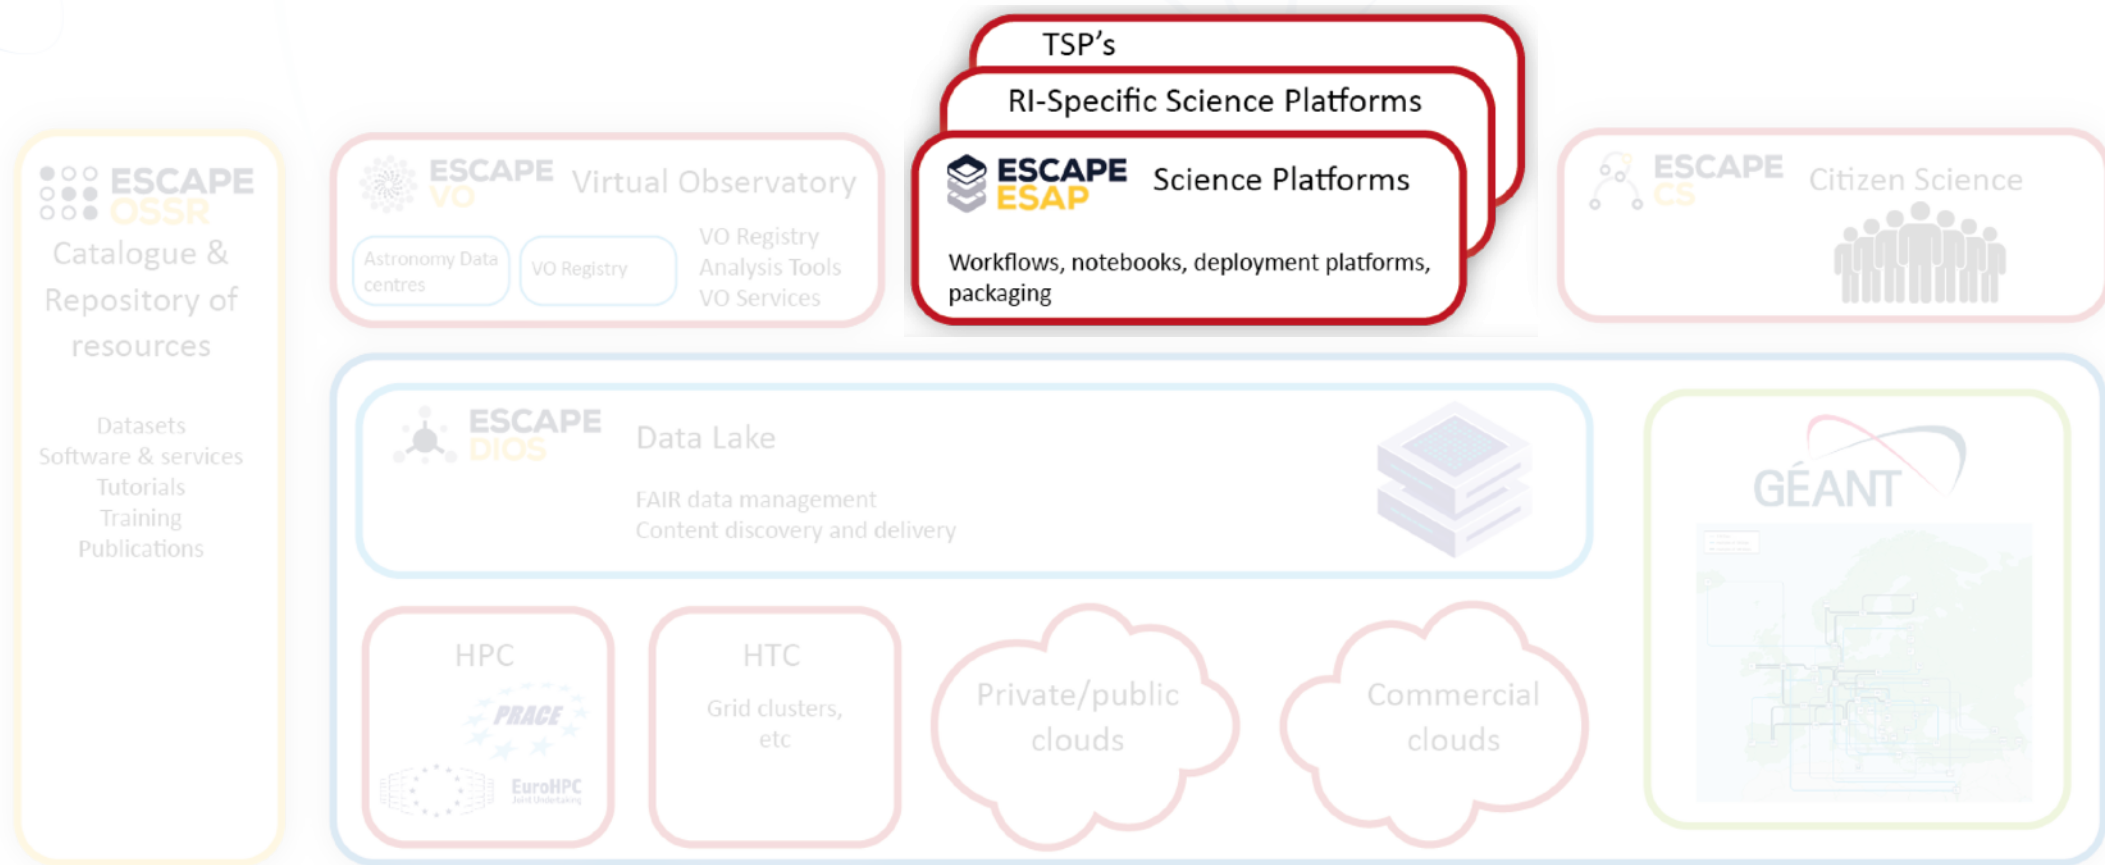 TSP's
RI-Specific Science Platforms
ESCAPE
ESAP
Science Platforms
Workflows, notebooks, deployment platforms,
packaging
ESCAPE
OSSR
Catalogue &
Repository of
resources
Datasets
Software & services
Tutorials
Training
Publications
ESCAPE
VO
Virtual Observatory
Astronomy Data
centres
VO Registry
VO Registry
Analysis Tools
VO Services
ESCAPE
CS
Citizen Science
ESCAPE
DIOS
Data Lake
FAIR data management
Content discovery and delivery
GÉANT
HPC
PRACE
EuroHPC
Joint Undertaking
HTC
Grid clusters,
etc
Private/public
clouds
Commercial
clouds